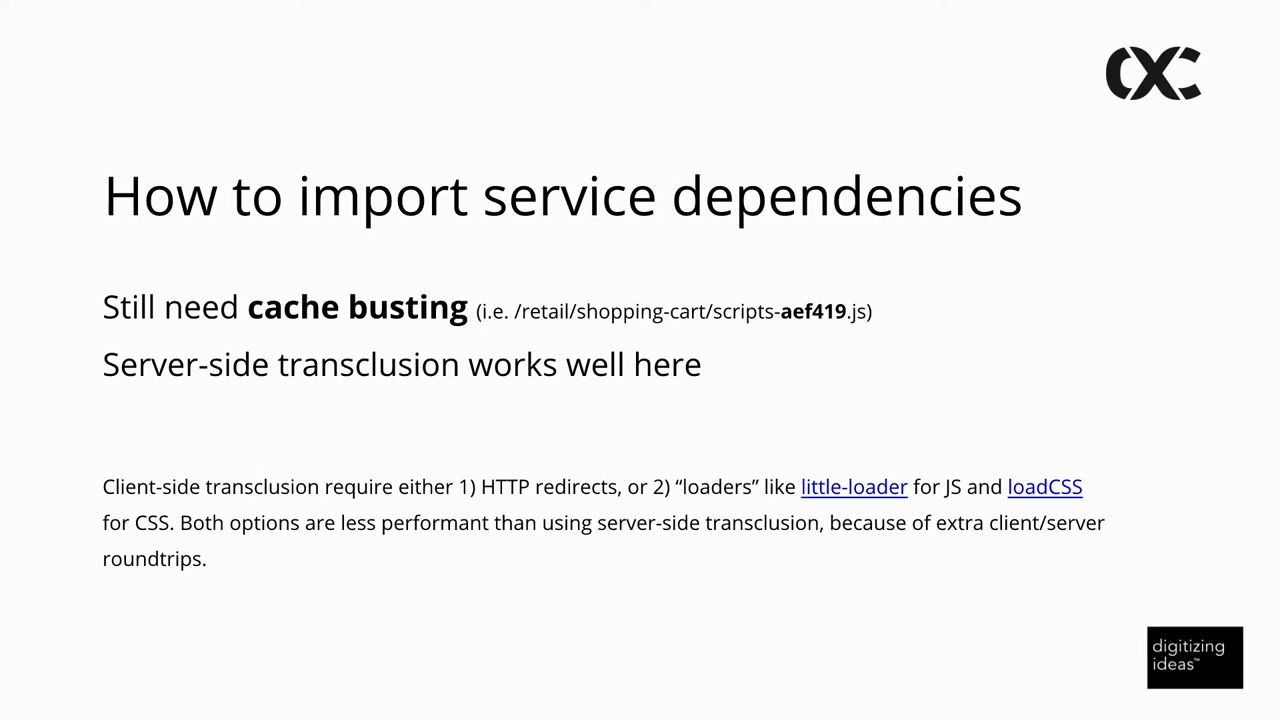 How to import service dependencies
Still need cache busting (i.e. /retail/shopping-cart/scripts-aef419.js)
Server-side transclusion works well here
Client-side transclusion require either 1) HTTP redirects, or 2) “loaders” like little-loader for JS and loadCSS
for CSS. Both options are less performant than using server-side transclusion, because of extra client/server
roundtrips.
digitizing
ideas™